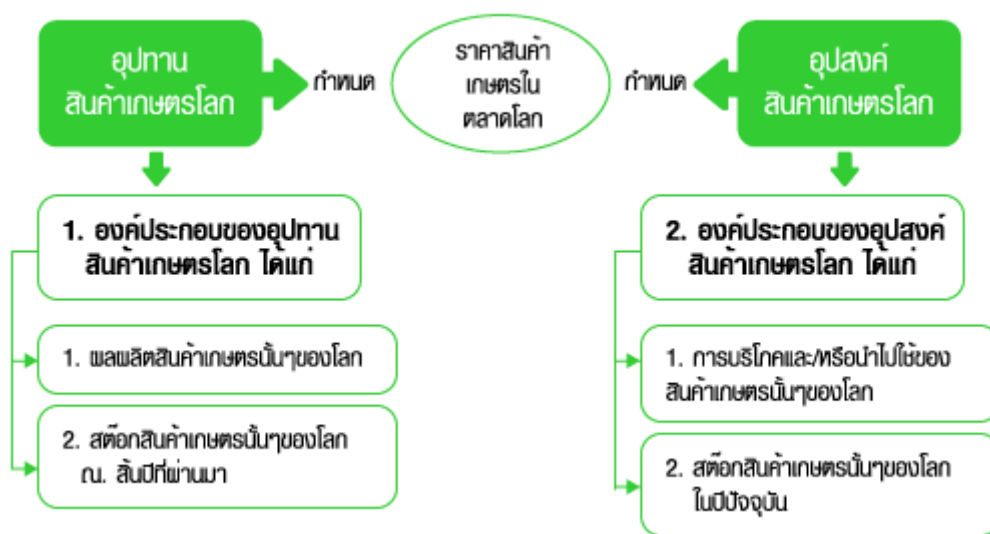 อุปทาน
สินค้าเกษตรโลก
กำหนด
ราคาสินค้า
เกษตรใน
ตลาดโลก
กำหนด
อุปสงค์
สินค้าเกษตรโลก
1. องค์ประกอบของอุปทาน
สินค้าเกษตรโลก ได้แก่
1. ผลผลิตสินค้าเกษตรนั้นๆของโลก
2. สต๊อกสินค้าเกษตรนั้นๆของโลก
ณ. สิ้นปีที่ผ่านมา
2. องค์ประกอบของอุปสงค์
สินค้าเกษตรโลก ได้แก่
1. การบริโภคและ/หรือนำไปใช้ของ
สินค้าเกษตรนั้นๆของโลก
2. สต๊อกสินค้าเกษตรนั้นๆของโลก
ในปีปัจจุบัน